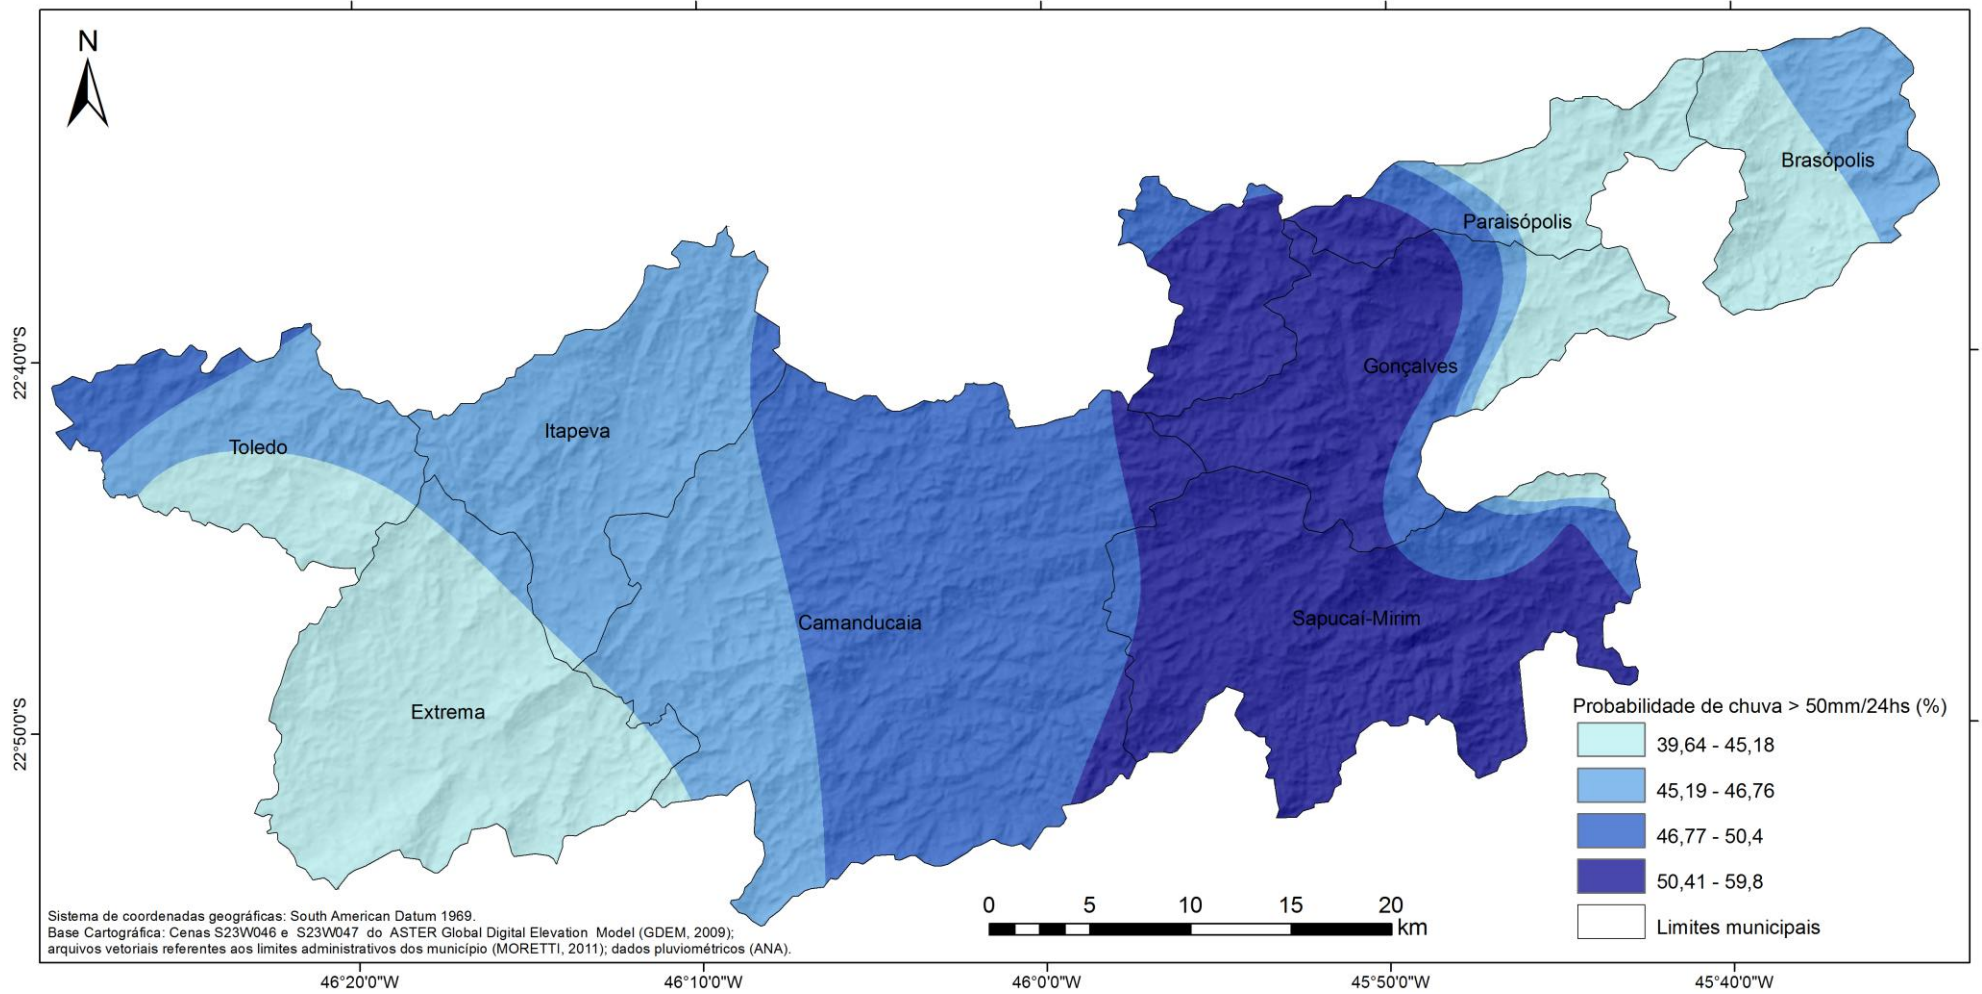 N
Brasópolis
Paraisópolis
Gonçalves
Itapeva
Toledo
Camanducaia
Sapucaí-Mirim
Extrema
22°40'0"S
22°50'0"S
Probabilidade de chuva > 50mm/24hs (%)
39,64 - 45,18
45,19 - 46,76
46,77 - 50,4
50,41 - 59,8
Limites municipais
0 5 10 15 20
km
Sistema de coordenadas geográficas: South American Datum 1969.
Base Cartográfica: Cenas S23W046 e S23W047 do ASTER Global Digital Elevation Model (GDEM, 2009);
arquivos vetoriais referentes aos limites administrativos dos município (MORETTI, 2011); dados pluviométricos (ANA).
46°20'0"W 46°10'0"W 46°0'0"W 45°50'0"W 45°40'0"W